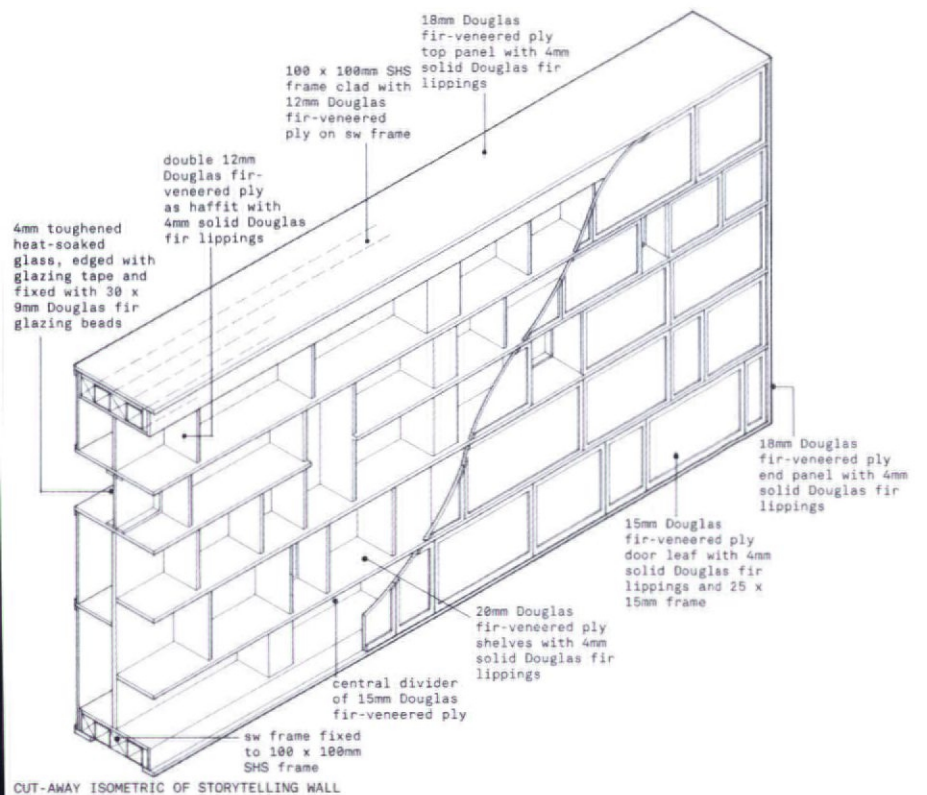 18mm Douglas
fir-veneered ply
top panel with 4mm
solid Douglas fir
lippings
100 x 100mm SHS
frame clad with
12mm Douglas
fir-veneered
ply on sw frame
double 12mm
Douglas fir-
veneered ply
as haffit with
4mm solid Douglas
fir lippings
4mm toughened
heat-soaked
glass, edged with
glazing tape and
fixed with 30 x
9mm Douglas fir
glazing beads
18mm Douglas
fir-veneered ply
end panel with 4mm
solid Douglas fir
lippings
15mm Douglas
fir-veneered ply
door leaf with 4mm
solid Douglas fir
lippings and 25 x
15mm frame
20mm Douglas
fir-veneered ply
shelves with 4mm
solid Douglas fir
lippings
central divider
of 15mm Douglas
fir-veneered ply
sw frame fixed
to 100 x 100mm
SHS frame
CUT-AWAY ISOMETRIC OF STORYTELLING WALL